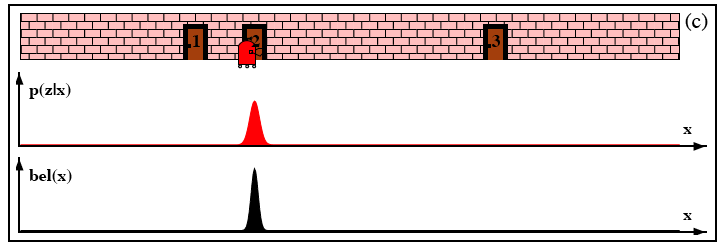 (c)
1 2 3
p(z|x)
x
bel(x)
x